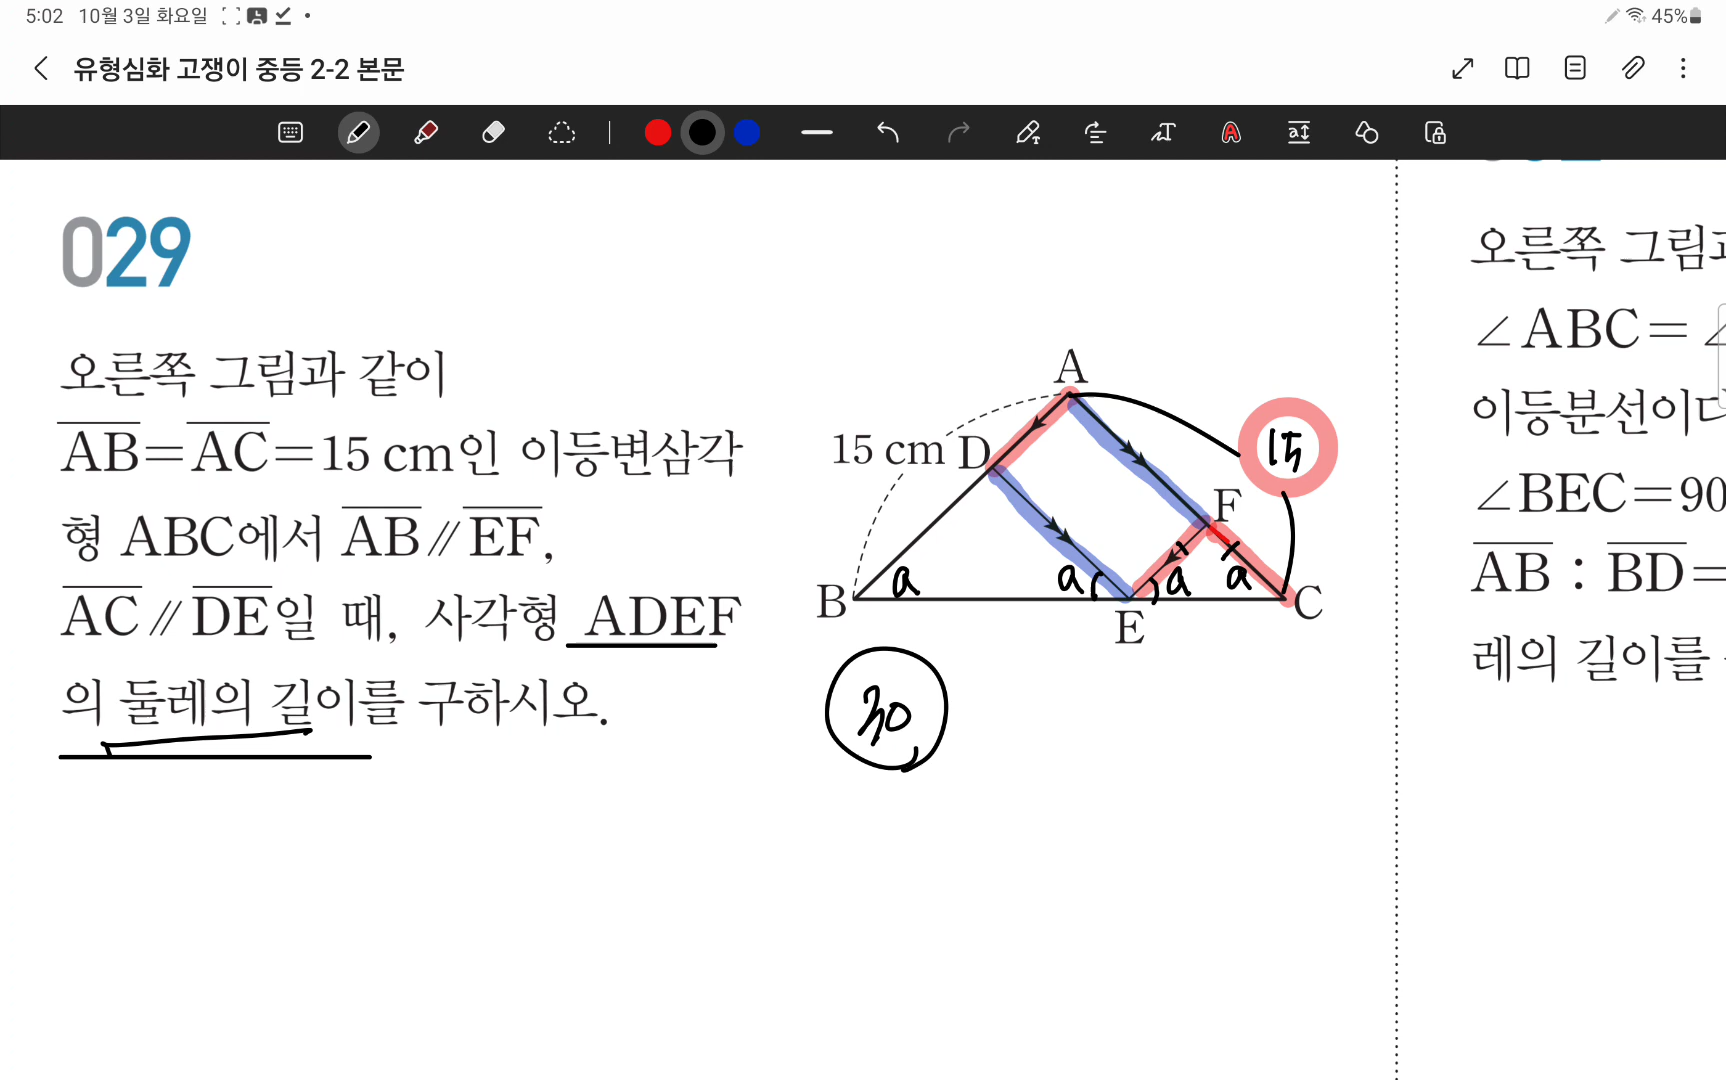 5:02 10월 3일 화요일
45%
유형심화 고쟁이 중등 2-2 본문
029
오른쪽 그림과 같이
AB=AC=15 cm인 이등변삼각
형 ABC에서 AB∥EF,
AC∥DE일 때, 사각형 ADEF
의 둘레의 길이를 구하시오.
A
15 cm D
15
F
B a a a a C
E
30
오른쪽 그림과
∠ABC=∠
이등분선이다
∠BEC=90
AB : BD=
레의 길이를